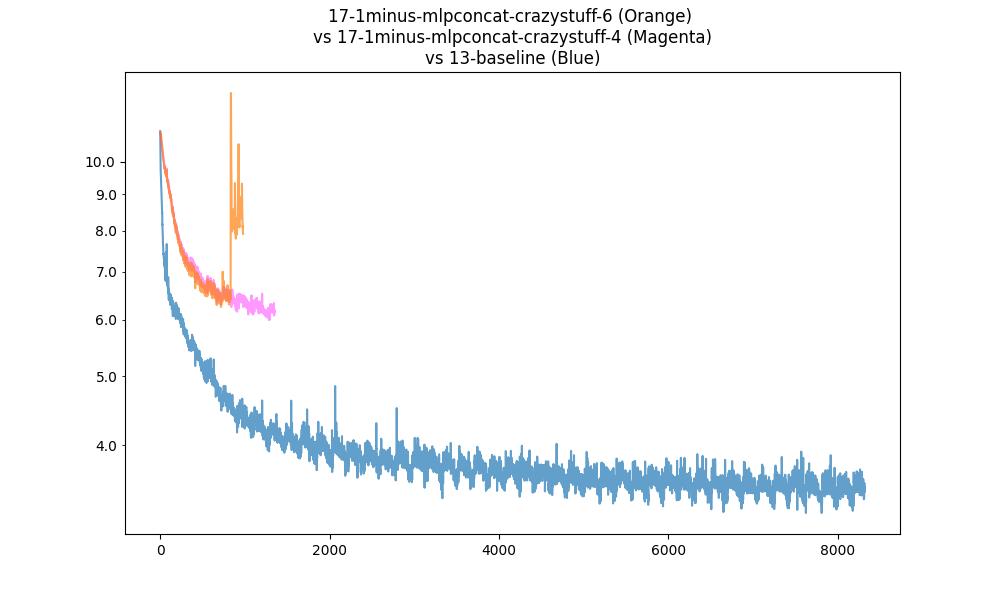 17-1minus-mlpconcat-crazystuff-6 (Orange)
vs 17-1minus-mlpconcat-crazystuff-4 (Magenta)
vs 13-baseline (Blue)
10.0
9.0
8.0
7.0
6.0
5.0
4.0
0 2000 4000 6000 8000